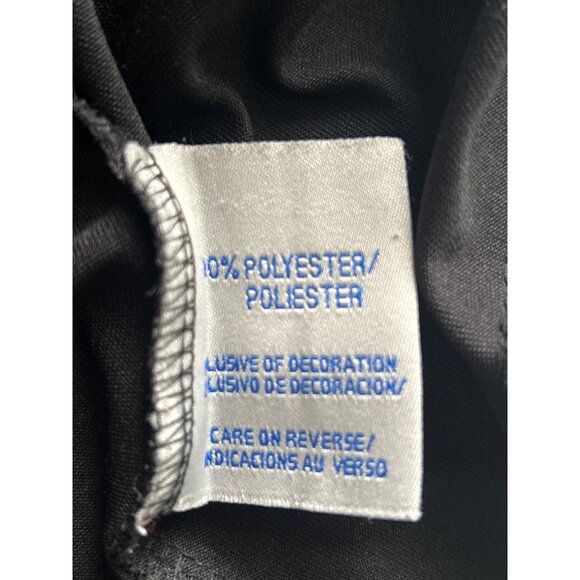 0% POLYESTER/
POLIESTER
LUSIVE OF DECORATION
LUSIVO DE DECORACION/
CARE ON REVERSE/
NDICACIONS AU VERSO